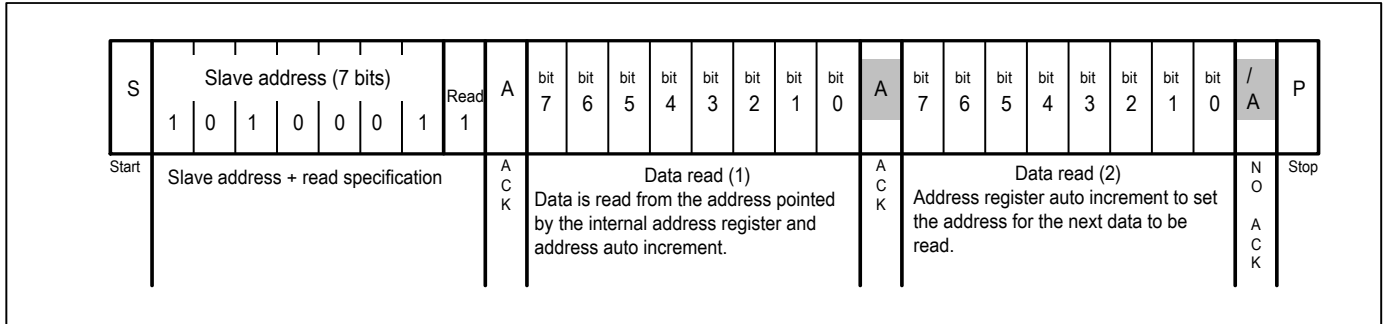 S Slave address (7 bits) Read A bit bit bit bit bit bit bit bit A bit bit bit bit bit bit bit bit / P
1 0 1 0 0 0 1 1 7 6 5 4 3 2 1 0 7 6 5 4 3 2 1 0 A
Start Slave address + read specification ACK Data read (1) ACK Data read (2) NO ACK Stop
Data is read from the address pointed Address register auto increment to set
by the internal address register and the address for the next data to be
address auto increment. read.